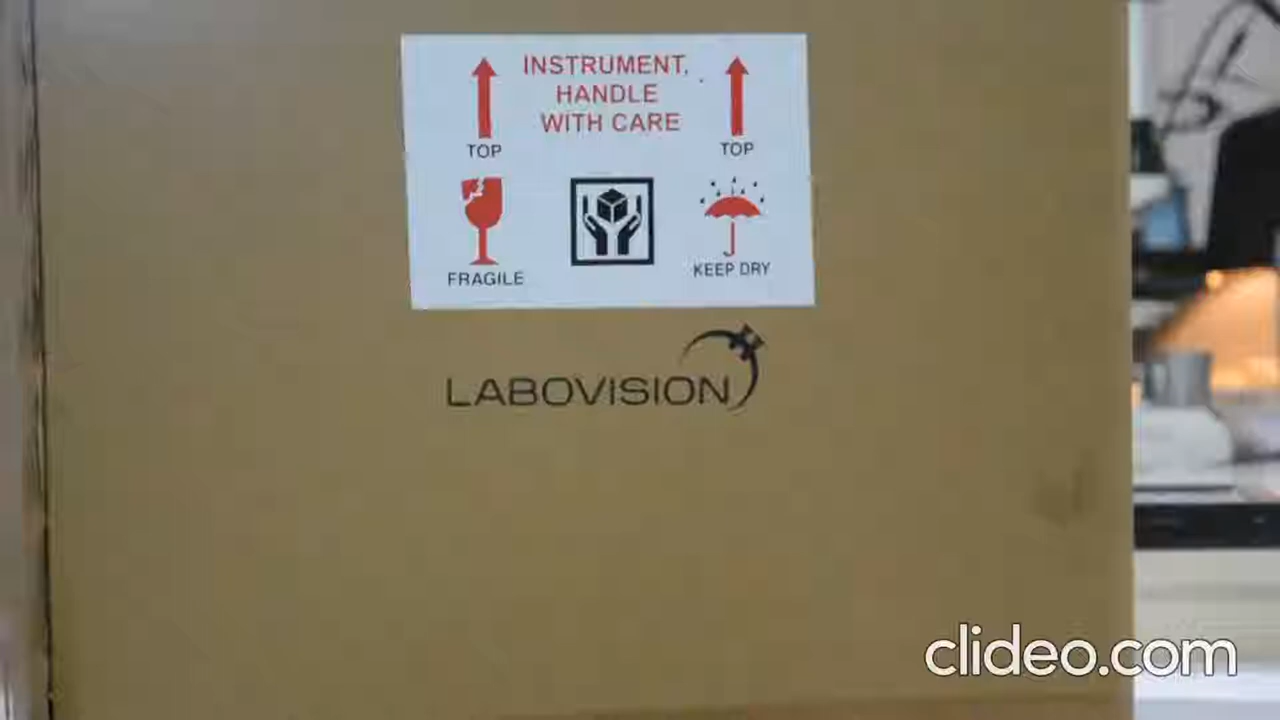 INSTRUMENT,
HANDLE
WITH CARE
TOP
TOP
FRAGILE
KEEP DRY
LABOVISION
clideo.com